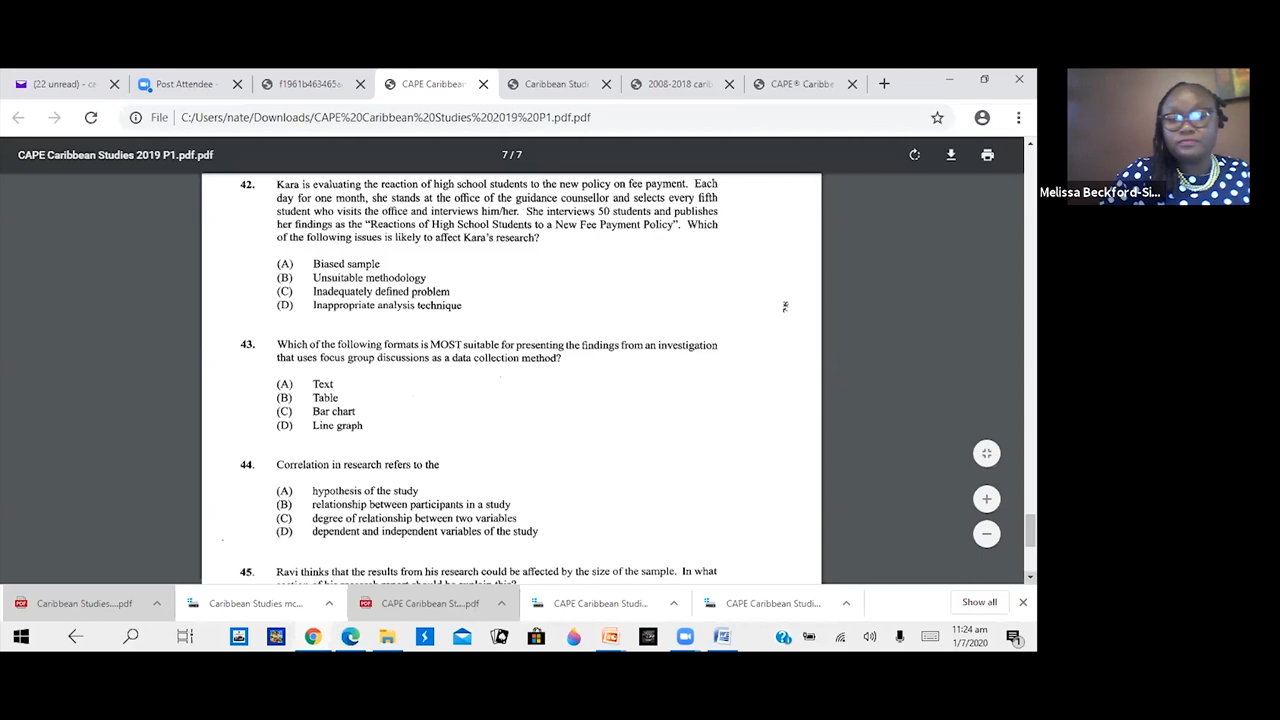 (22 unread) - ca
Post Attendee -
f1961b463465a
CAPE Caribbean
Caribbean Studi
2008-2018 carib
CAPE® Caribbe
File
C:/Users/nate/Downloads/CAPE%20Caribbean%20Studies%202019%20P1.pdf.pdf
CAPE Caribbean Studies 2019 P1.pdf.pdf
7/7
Melissa Beckford-Si...
42. Kara is evaluating the reaction of high school students to the new policy on fee payment. Each
day for one month, she stands at the office of the guidance counsellor and selects every fifth
student who visits the office and interviews him/her. She interviews 50 students and publishes
her findings as the “Reactions of High School Students to a New Fee Payment Policy”. Which
of the following issues is likely to affect Kara's research?
(A) Biased sample
(B) Unsuitable methodology
(C) Inadequately defined problem
(D) Inappropriate analysis technique
43. Which of the following formats is MOST suitable for presenting the findings from an investigation
that uses focus group discussions as a data collection method?
(A) Text
(B) Table
(C) Bar chart
(D) Line graph
44. Correlation in research refers to the
(A) hypothesis of the study
(B) relationship between participants in a study
(C) degree of relationship between two variables
(D) dependent and independent variables of the study
45. Ravi thinks that the results from his research could be affected by the size of the sample. In what
Caribbean Studies....pdf
Caribbean Studies mc...
CAPE Caribbean St....pdf
CAPE Caribbean Studi...
CAPE Caribbean Studi...
Show all
11:24 am
1/7/2020